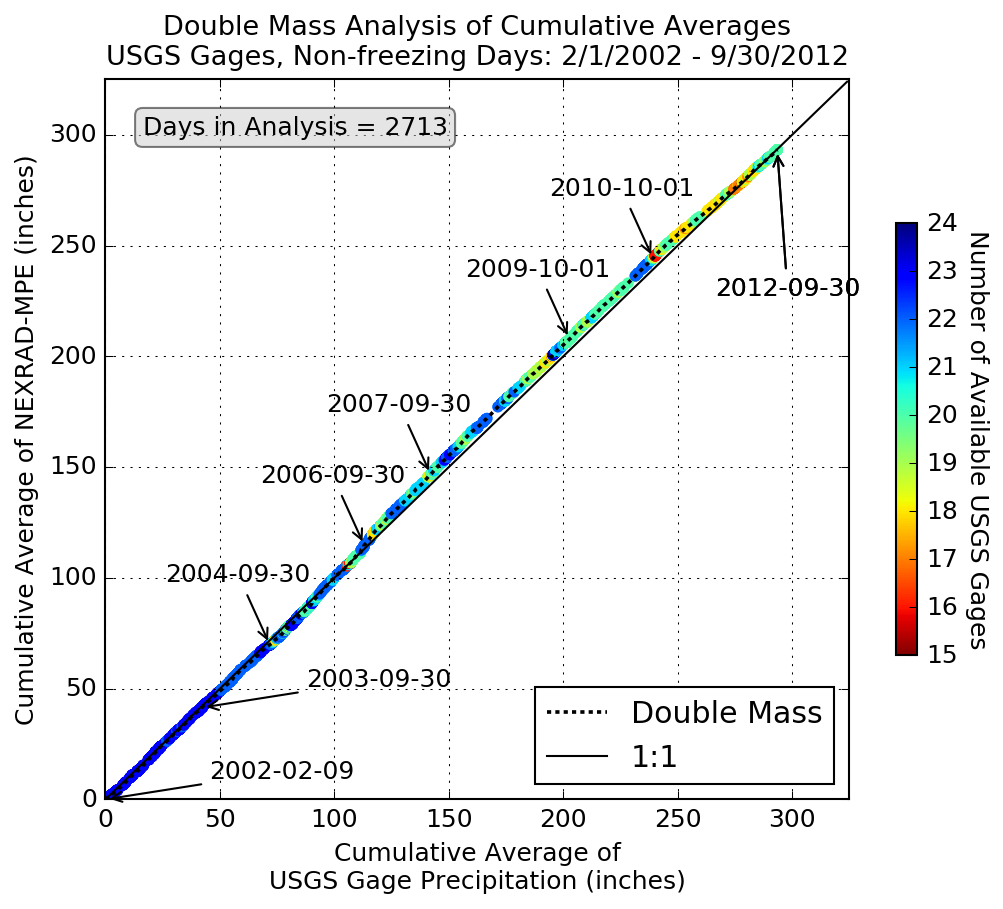 Double Mass Analysis of Cumulative Averages
USGS Gages, Non-freezing Days: 2/1/2002 - 9/30/2012
Days in Analysis = 2713
Cumulative Average of NEXRAD-MPE (inches)
300
250
200
150
100
50
0
2010-10-01
2009-10-01
2012-09-30
2007-09-30
2006-09-30
2004-09-30
2003-09-30
2002-02-09
Double Mass
1:1
0 50 100 150 200 250 300
Cumulative Average of
USGS Gage Precipitation (inches)
24
23
22
21
20
19
18
17
16
15
Number of Available USGS Gages